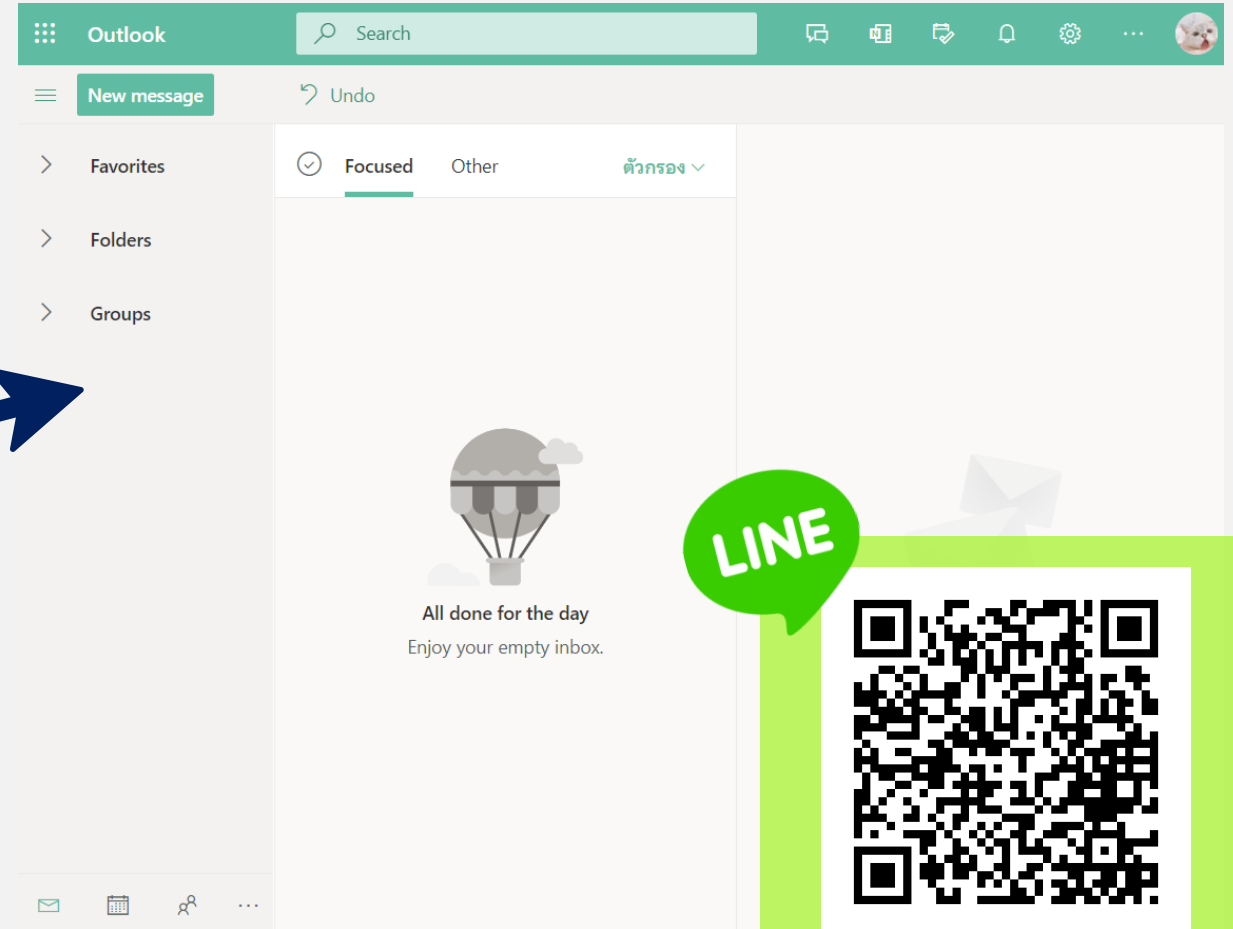 Outlook
Search
New message
Undo
Favorites
Focused
Other
ตัวกรอง
Folders
Groups
LINE
All done for the day
Enjoy your empty inbox.